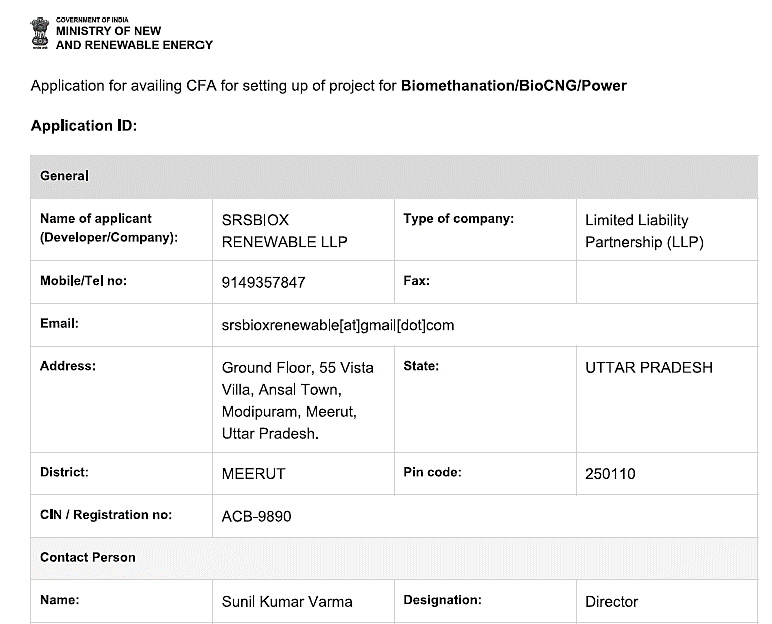 GOVERNMENT OF INDIA
MINISTRY OF NEW
AND RENEWABLE ENERGY
Application for availing CFA for setting up of project for Biomethanation/BioCNG/Power
Application ID:
General
Name of applicant
(Developer/Company):
SRSBIOX
RENEWABLE LLP
Type of company:
Limited Liability
Partnership (LLP)
Mobile/Tel no:
9149357847
Fax:
Email:
srsbioxrenewable[at]gmail[dot]com
Address:
Ground Floor, 55 Vista
Villa, Ansal Town,
Modipuram, Meerut,
Uttar Pradesh.
State:
UTTAR PRADESH
District:
MEERUT
Pin code:
250110
CIN / Registration no:
ACB-9890
Contact Person
Name:
Sunil Kumar Varma
Designation:
Director